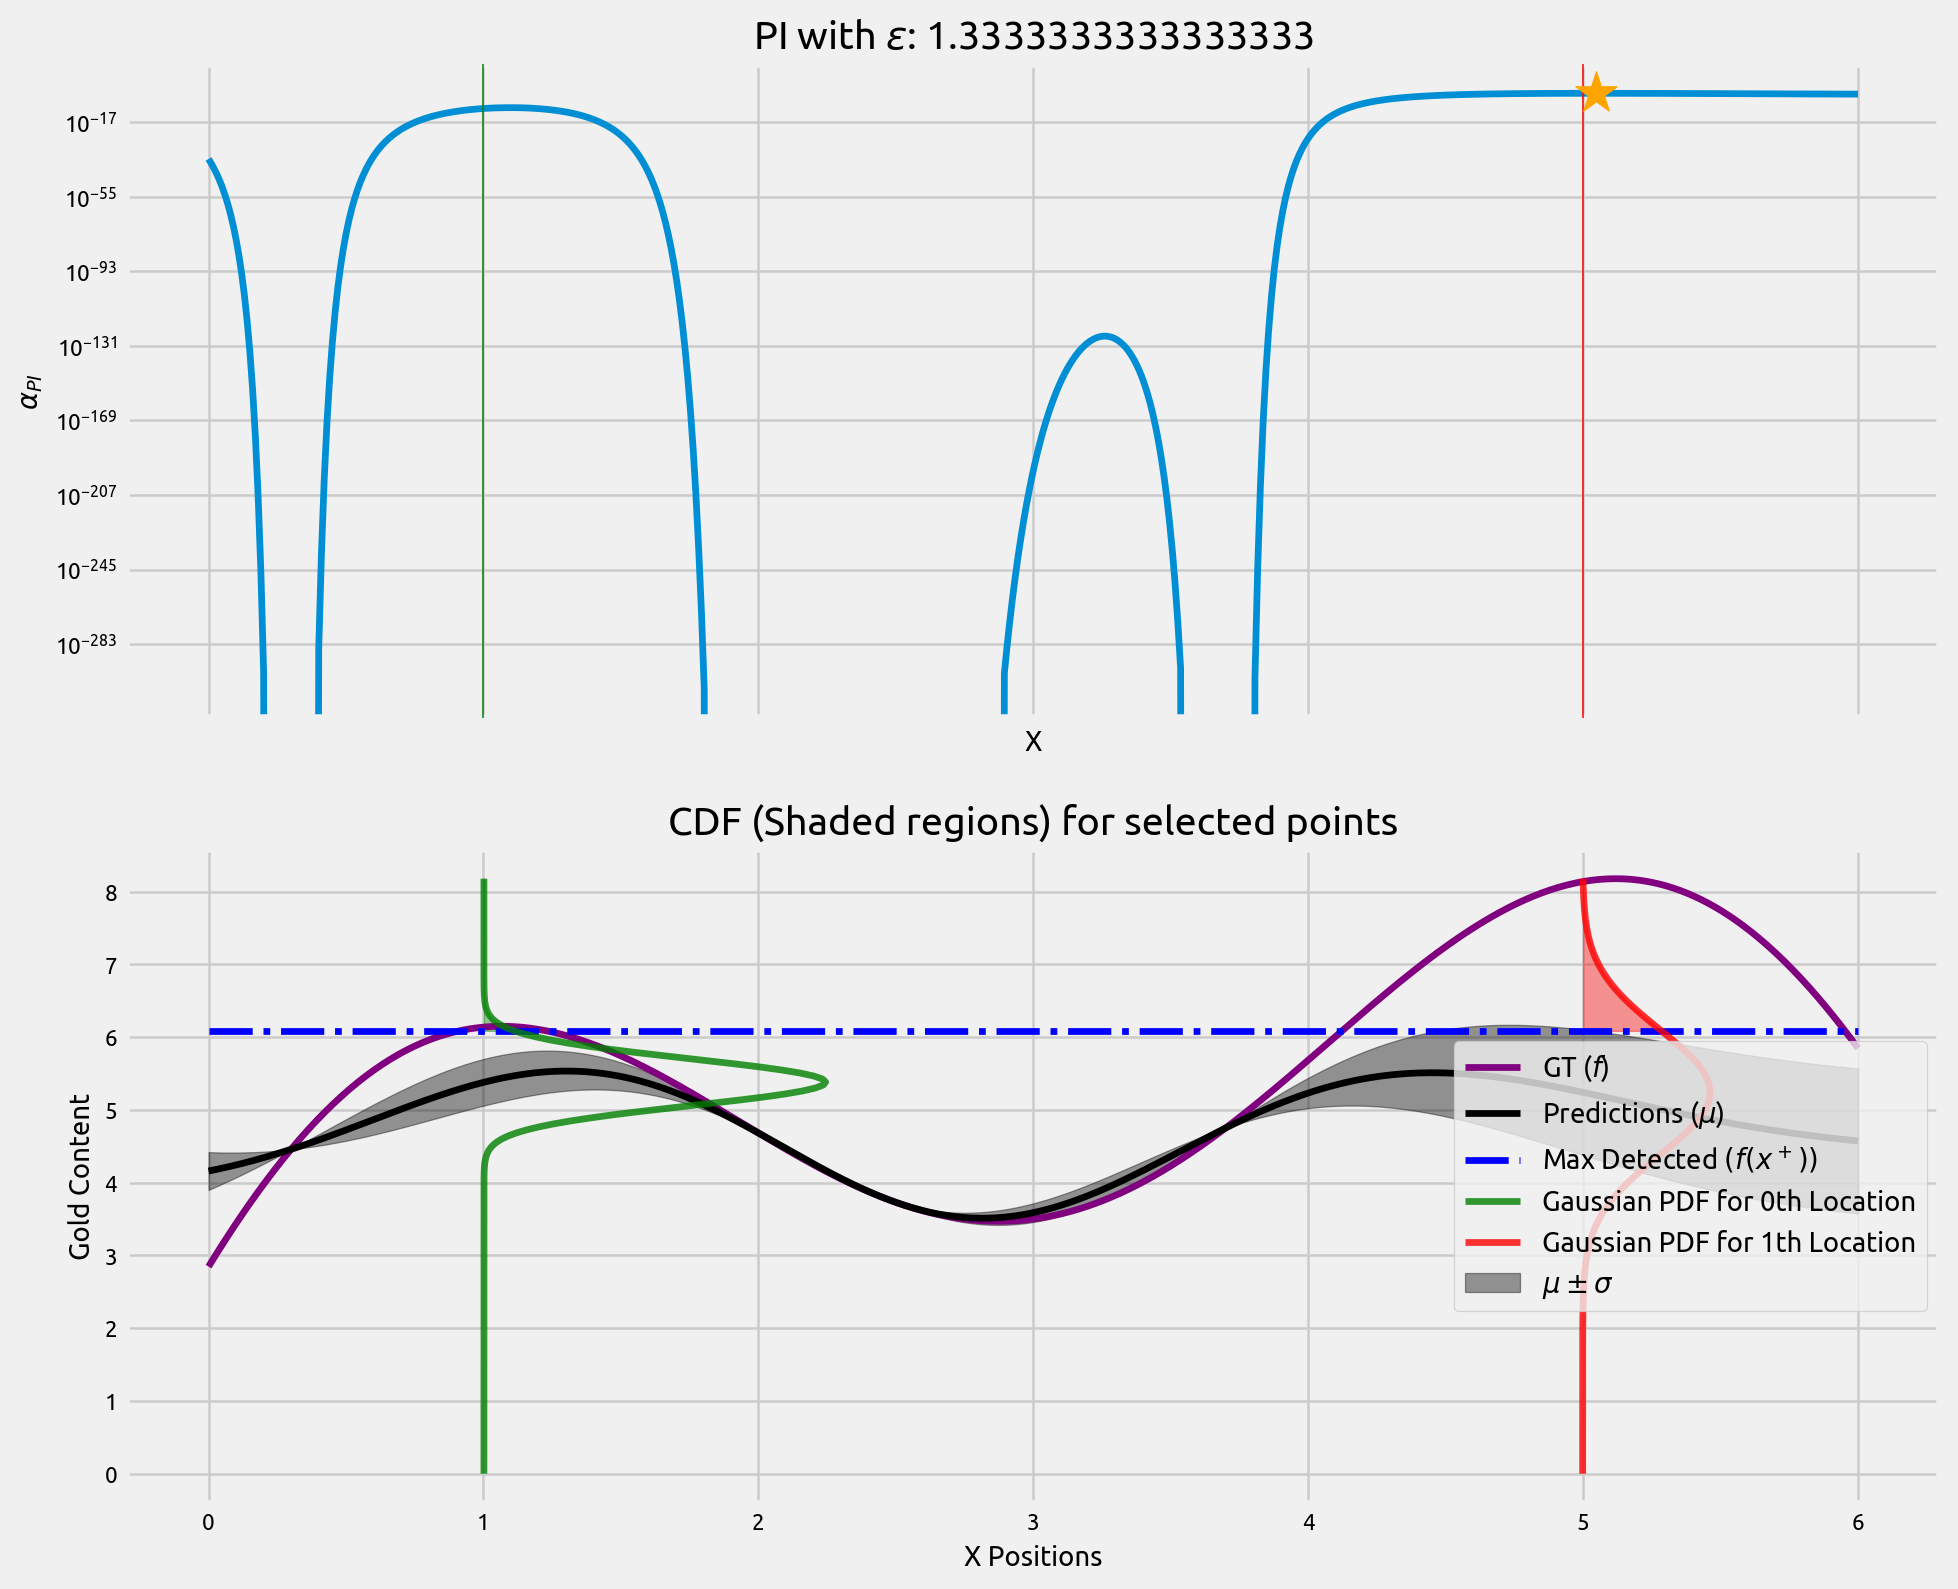 PI with ε: 1.3333333333333333
10⁻¹⁷
10⁻⁵⁵
10⁻⁹³
10⁻¹³¹
10⁻¹⁶⁹
10⁻²⁰⁷
10⁻²⁴⁵
10⁻²⁸³
α_PI
X
CDF (Shaded regions) for selected points
8
7
6
5
4
3
2
1
0
Gold Content
GT (f)
Predictions (μ)
Max Detected (f(x⁺))
Gaussian PDF for 0th Location
Gaussian PDF for 1th Location
μ ± σ
0 1 2 3 4 5 6
X Positions